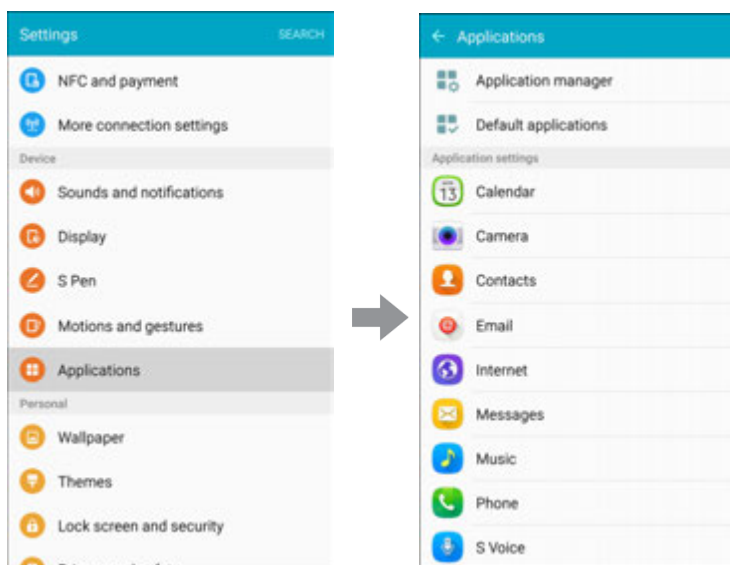 Settings SEARCH
NFC and payment
More connection settings
Device
Sounds and notifications
Display
S Pen
Motions and gestures
Applications
Personal
Wallpaper
Themes
Lock screen and security
Applications
Application manager
Default applications
Application settings
13
Calendar
Camera
Contacts
Email
Internet
Messages
Music
Phone
S Voice